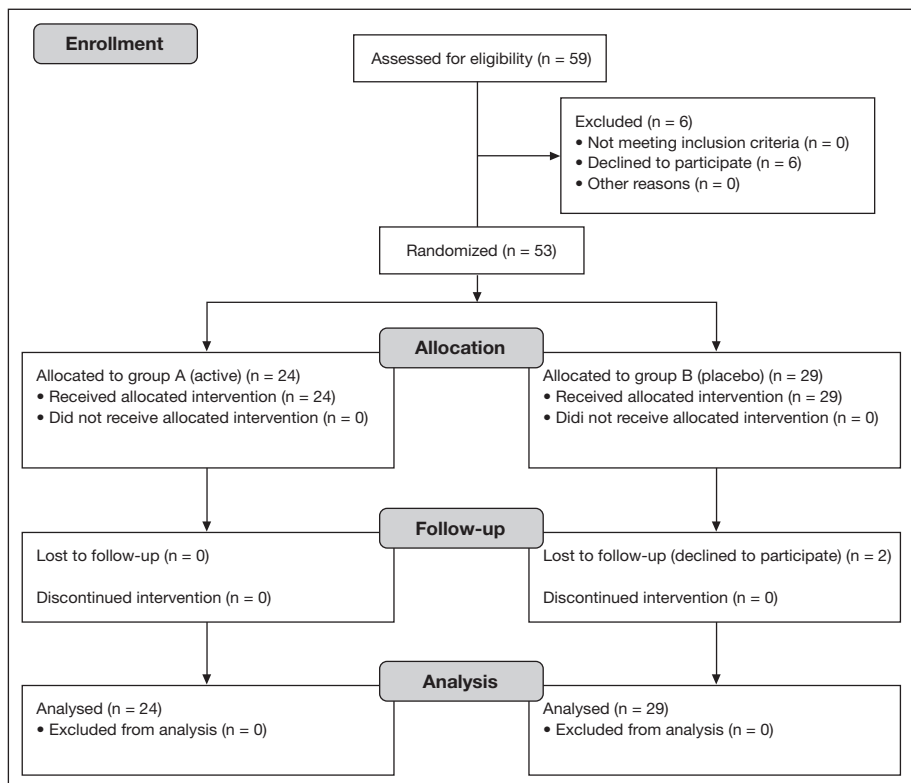 Enrollment
Assessed for eligibility (n = 59)
Excluded (n = 6)
• Not meeting inclusion criteria (n = 0)
• Declined to participate (n = 6)
• Other reasons (n = 0)
Randomized (n = 53)
Allocation
Allocated to group A (active) (n = 24)
• Received allocated intervention (n = 24)
• Did not receive allocated intervention (n = 0)
Allocated to group B (placebo) (n = 29)
• Received allocated intervention (n = 29)
• Didi not receive allocated intervention (n = 0)
Follow-up
Lost to follow-up (n = 0)
Discontinued intervention (n = 0)
Lost to follow-up (declined to participate) (n = 2)
Discontinued intervention (n = 0)
Analysis
Analysed (n = 24)
• Excluded from analysis (n = 0)
Analysed (n = 29)
• Excluded from analysis (n = 0)